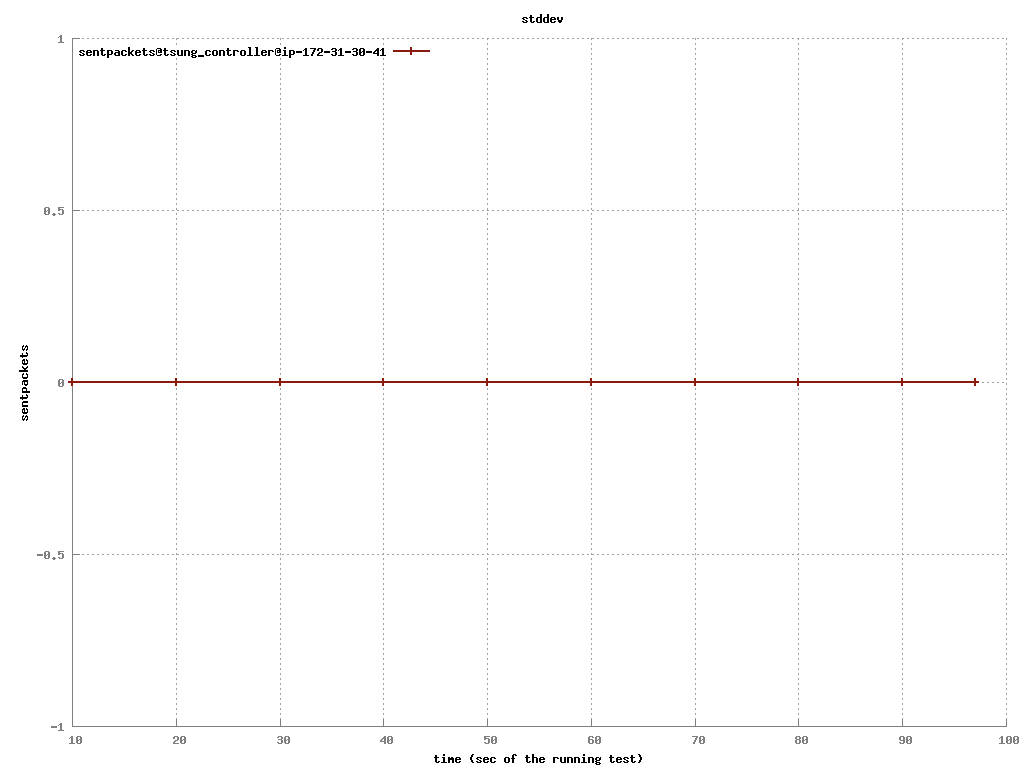 stddev
sentpackets@tsung_controller@ip-172-31-30-41
1
0.5
0
-0.5
-1
sentpackets
10 20 30 40 50 60 70 80 90 100
time (sec of the running test)